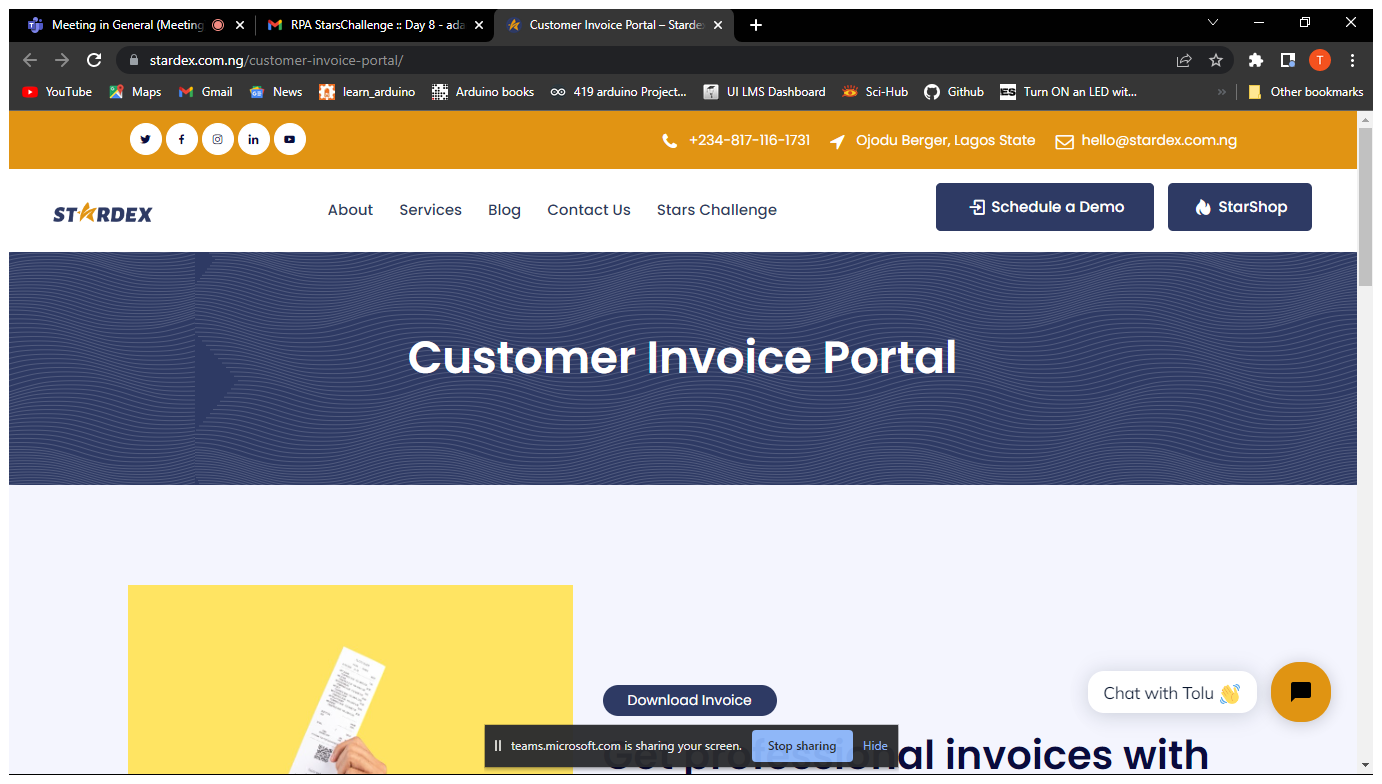 Meeting in General (Meeting
RPA StarsChallenge :: Day 8 - ada
Customer Invoice Portal – Stardex
stardex.com.ng/customer-invoice-portal/
T
YouTube
Maps
Gmail
News
learn_arduino
Arduino books
419 arduino Project...
UI LMS Dashboard
Sci-Hub
Github
ES
Turn ON an LED wit...
»
Other bookmarks
+234-817-116-1731
Ojodu Berger, Lagos State
hello@stardex.com.ng
STARDEX
About
Services
Blog
Contact Us
Stars Challenge
Schedule a Demo
StarShop
Customer Invoice Portal
Download Invoice
Chat with Tolu 👋
teams.microsoft.com is sharing your screen.
Stop sharing
Hide
Get professional invoices with